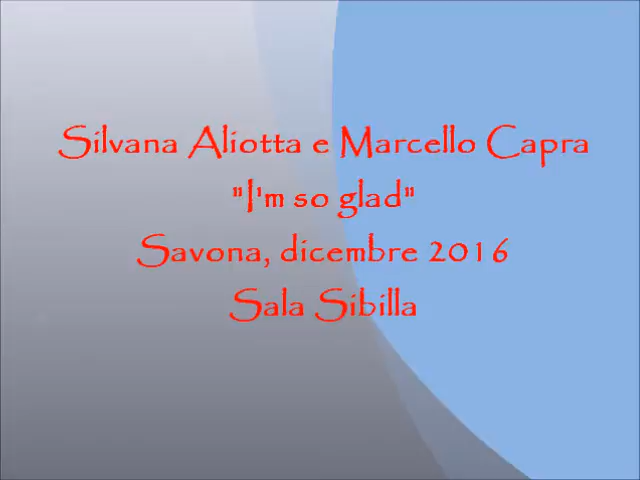 Silvana Aliotta e Marcello Capra
"I'm so glad"
Savona, dicembre 2016
Sala Sibilla